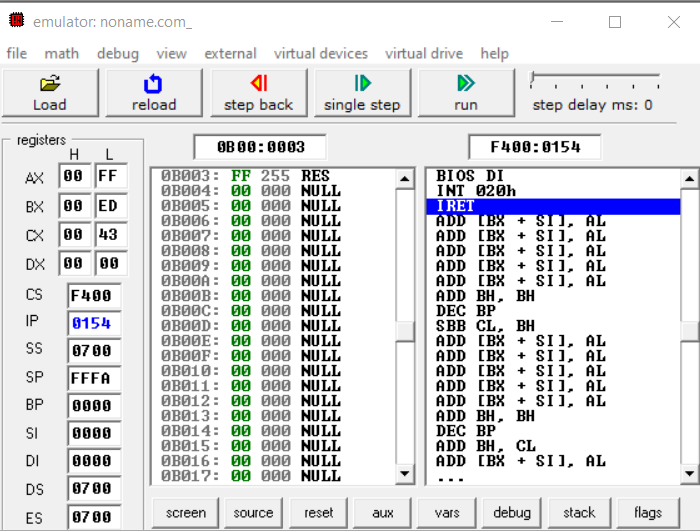 emulator: noname.com_
file math debug view external virtual devices virtual drive help
Load reload step back single step run step delay ms: 0
registers
H L
AX 00 FF
BX 00 ED
CX 00 43
DX 00 00
CS F400
IP 0154
SS 0700
SP FFFA
BP 0000
SI 0000
DI 0000
DS 0700
ES 0700
0B00:0003
0B003: FF 255 RES
0B004: 00 000 NULL
0B005: 00 000 NULL
0B006: 00 000 NULL
0B007: 00 000 NULL
0B008: 00 000 NULL
0B009: 00 000 NULL
0B00A: 00 000 NULL
0B00B: 00 000 NULL
0B00C: 00 000 NULL
0B00D: 00 000 NULL
0B00E: 00 000 NULL
0B00F: 00 000 NULL
0B010: 00 000 NULL
0B011: 00 000 NULL
0B012: 00 000 NULL
0B013: 00 000 NULL
0B014: 00 000 NULL
0B015: 00 000 NULL
0B016: 00 000 NULL
0B017: 00 000 NULL
F400:0154
BIOS DI
INT 020h
IRET
ADD [BX + SI], AL
ADD [BX + SI], AL
ADD [BX + SI], AL
ADD [BX + SI], AL
ADD [BX + SI], AL
ADD BH, BH
DEC BP
SBB CL, BH
ADD [BX + SI], AL
ADD [BX + SI], AL
ADD [BX + SI], AL
ADD [BX + SI], AL
ADD [BX + SI], AL
ADD BH, BH
DEC BP
ADD BH, CL
ADD [BX + SI], AL
...
screen source reset aux vars debug stack flags